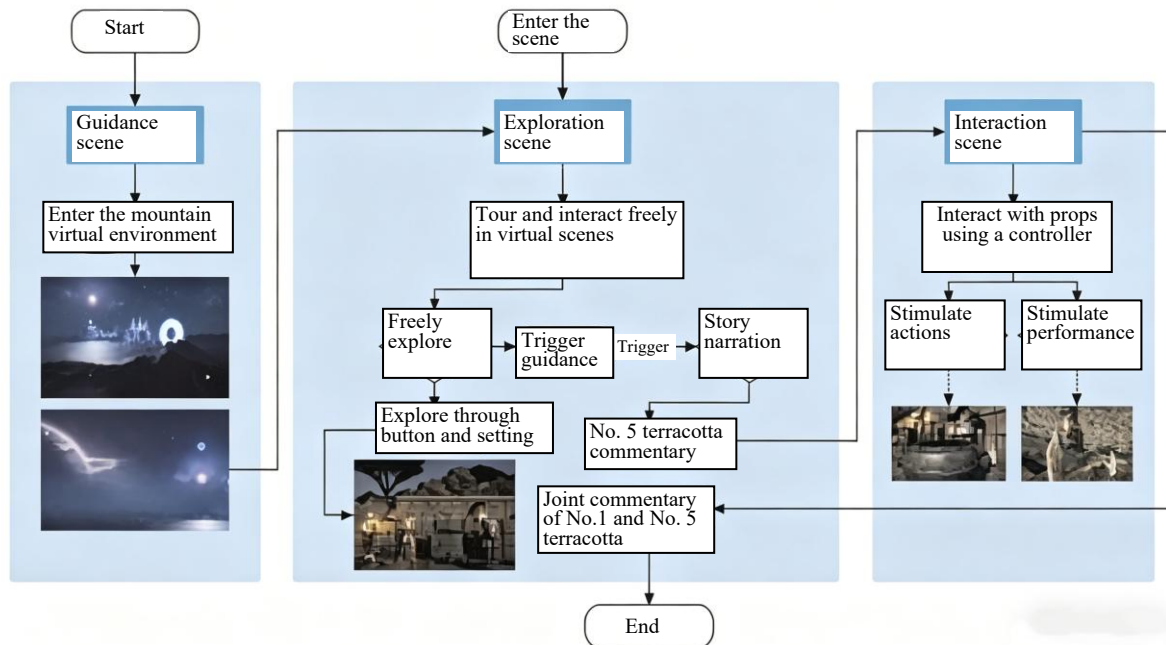 Start
Guidance
scene
Enter the mountain
virtual environment
Enter the
scene
Exploration
scene
Tour and interact freely
in virtual scenes
Freely
explore
Trigger
guidance
Trigger
Story
narration
Explore through
button and setting
No. 5 terracotta
commentary
Joint commentary
of No.1 and No. 5
terracotta
End
Interaction
scene
Interact with props
using a controller
Stimulate
actions
Stimulate
performance